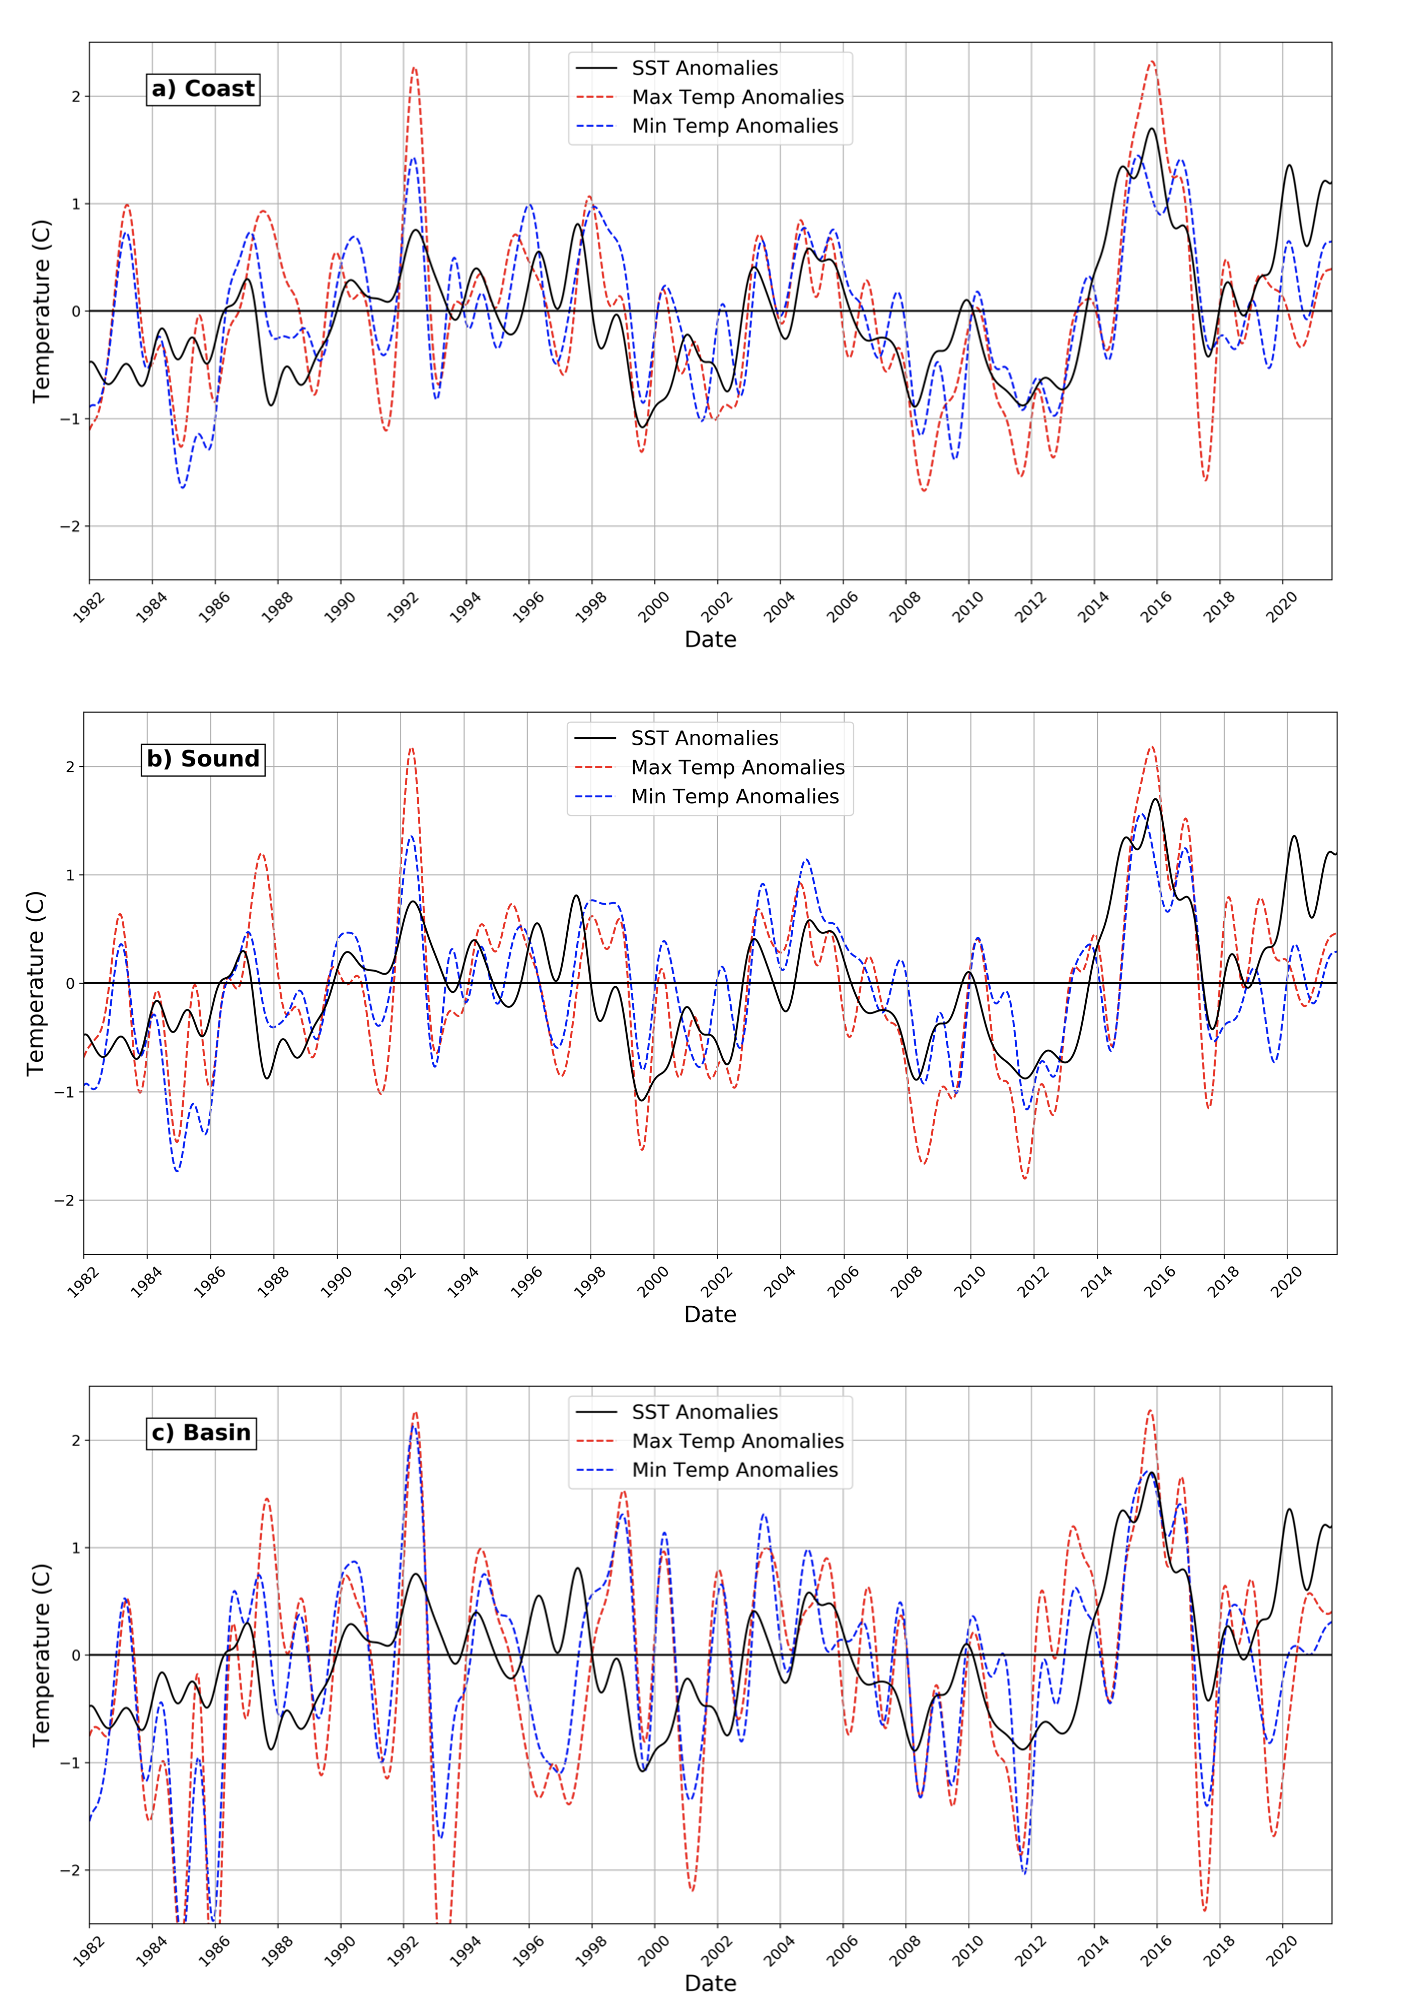 a) Coast
SST Anomalies
Max Temp Anomalies
Min Temp Anomalies
Temperature (C)
2
1
0
−1
−2
1982 1984 1986 1988 1990 1992 1994 1996 1998 2000 2002 2004 2006 2008 2010 2012 2014 2016 2018 2020
Date
b) Sound
SST Anomalies
Max Temp Anomalies
Min Temp Anomalies
Temperature (C)
2
1
0
−1
−2
1982 1984 1986 1988 1990 1992 1994 1996 1998 2000 2002 2004 2006 2008 2010 2012 2014 2016 2018 2020
Date
c) Basin
SST Anomalies
Max Temp Anomalies
Min Temp Anomalies
Temperature (C)
2
1
0
−1
−2
1982 1984 1986 1988 1990 1992 1994 1996 1998 2000 2002 2004 2006 2008 2010 2012 2014 2016 2018 2020
Date